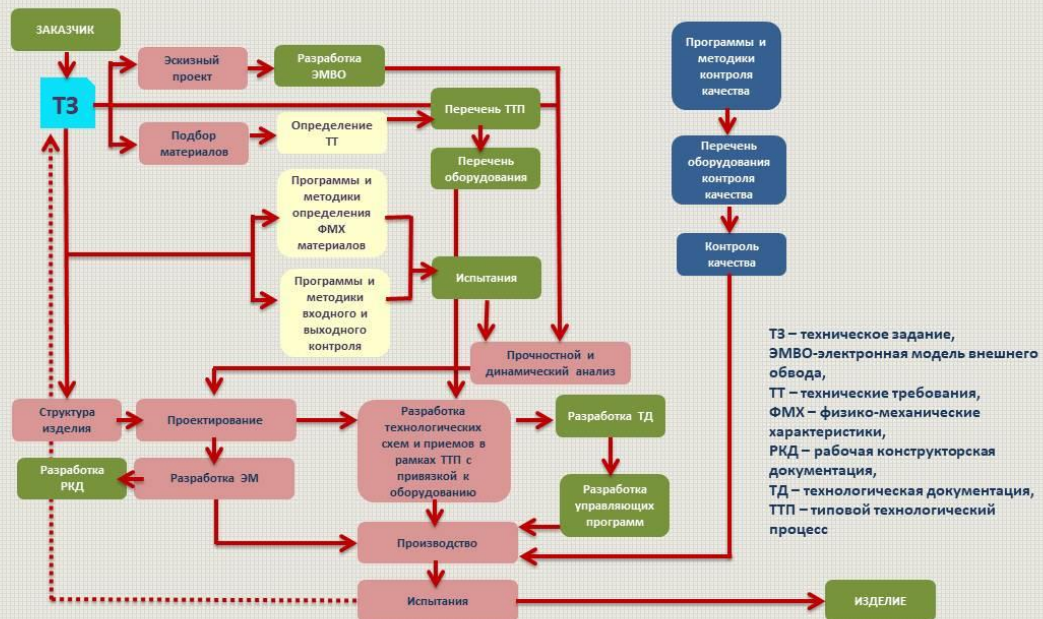 ЗАКАЗЧИК
ТЗ
Эскизный
проект
Разработка
ЭМВО
Подбор
материалов
Определение
ТТ
Перечень ТТП
Перечень
оборудования
Программы и
методики
определения
ФМХ
материалов
Программы и
методики
входного и
выходного
контроля
Испытания
Прочностной и
динамический анализ
Программы и
методики
контроля
качества
Перечень
оборудования
контроля
качества
Контроль
качества
Структура
изделия
Проектирование
Разработка
технологических
схем и приемов в
рамках ТТП с
привязкой к
оборудованию
Разработка ТД
Разработка
РКД
Разработка ЭМ
Разработка
управляющих
программ
Производство
Испытания
ИЗДЕЛИЕ
ТЗ – техническое задание,
ЭМВО-электронная модель внешнего
обвода,
ТТ – технические требования,
ФМХ – физико-механические
характеристики,
РКД – рабочая конструкторская
документация,
ТД – технологическая документация,
ТТП – типовой технологический
процесс